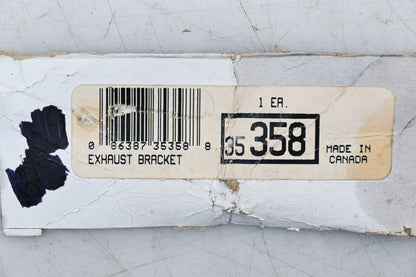 1 EA.
35 358
0 86387 35358 8
EXHAUST BRACKET
MADE IN
CANADA